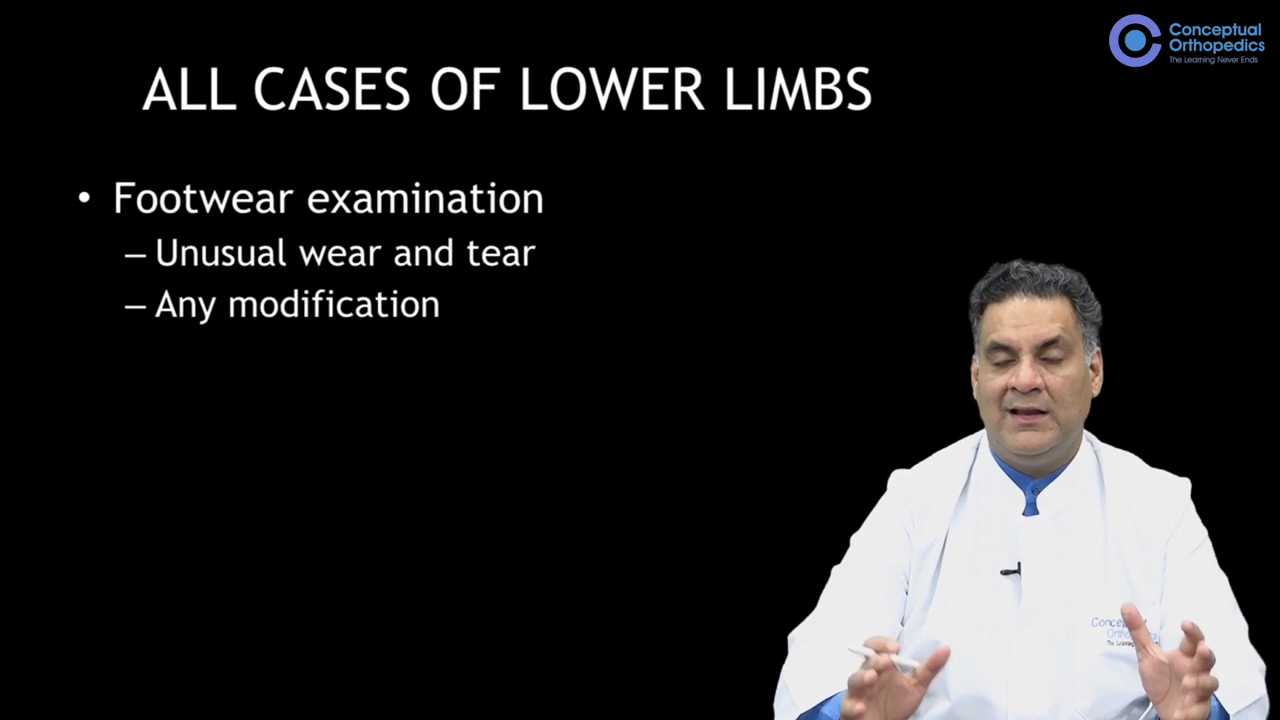 Conceptual
Orthopedics
The Learning Never Ends
ALL CASES OF LOWER LIMBS
• Footwear examination
– Unusual wear and tear
– Any modification